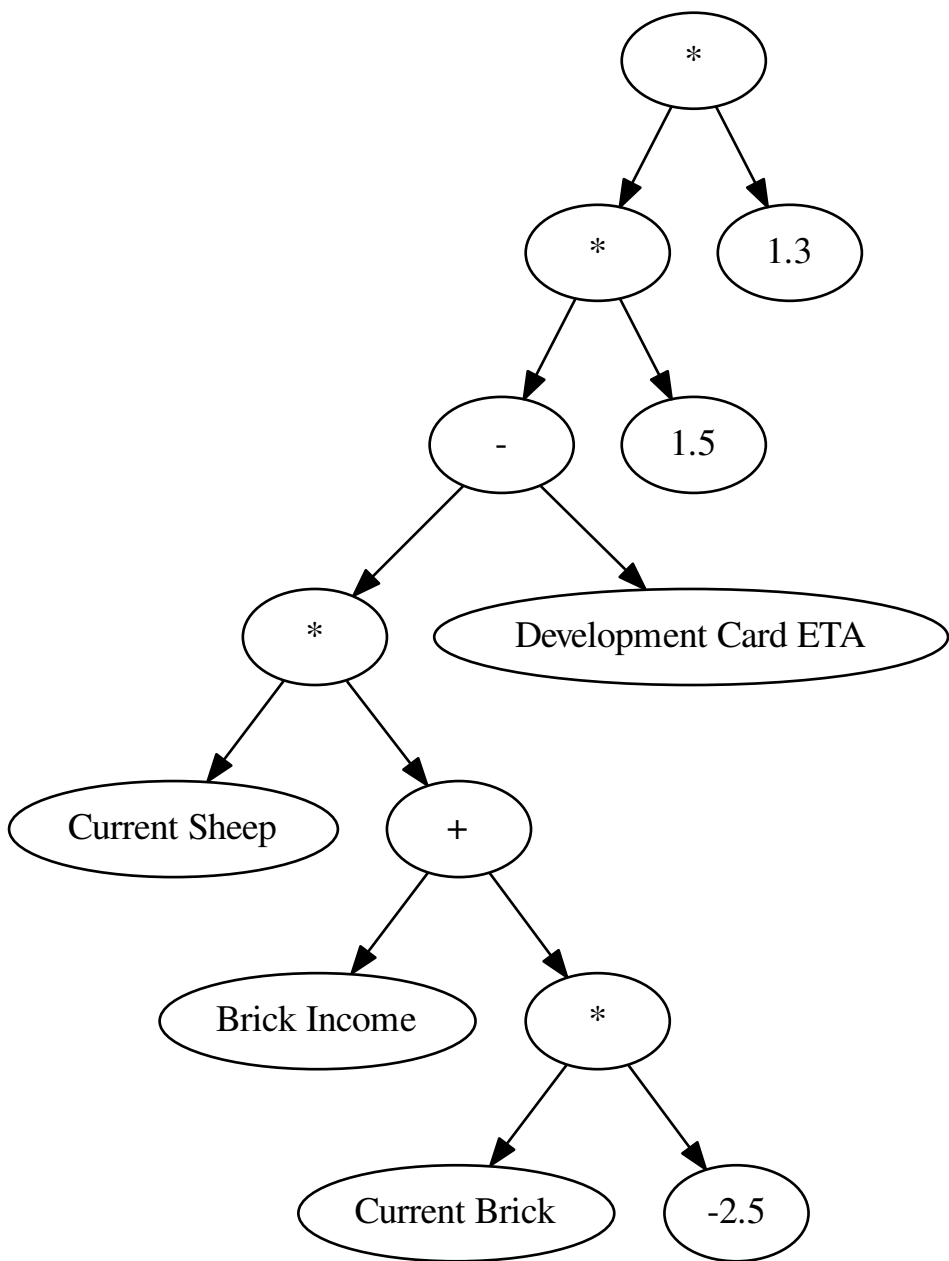 *
*
1.3
-
1.5
*
Development Card ETA
Current Sheep
+
Brick Income
*
Current Brick
-2.5